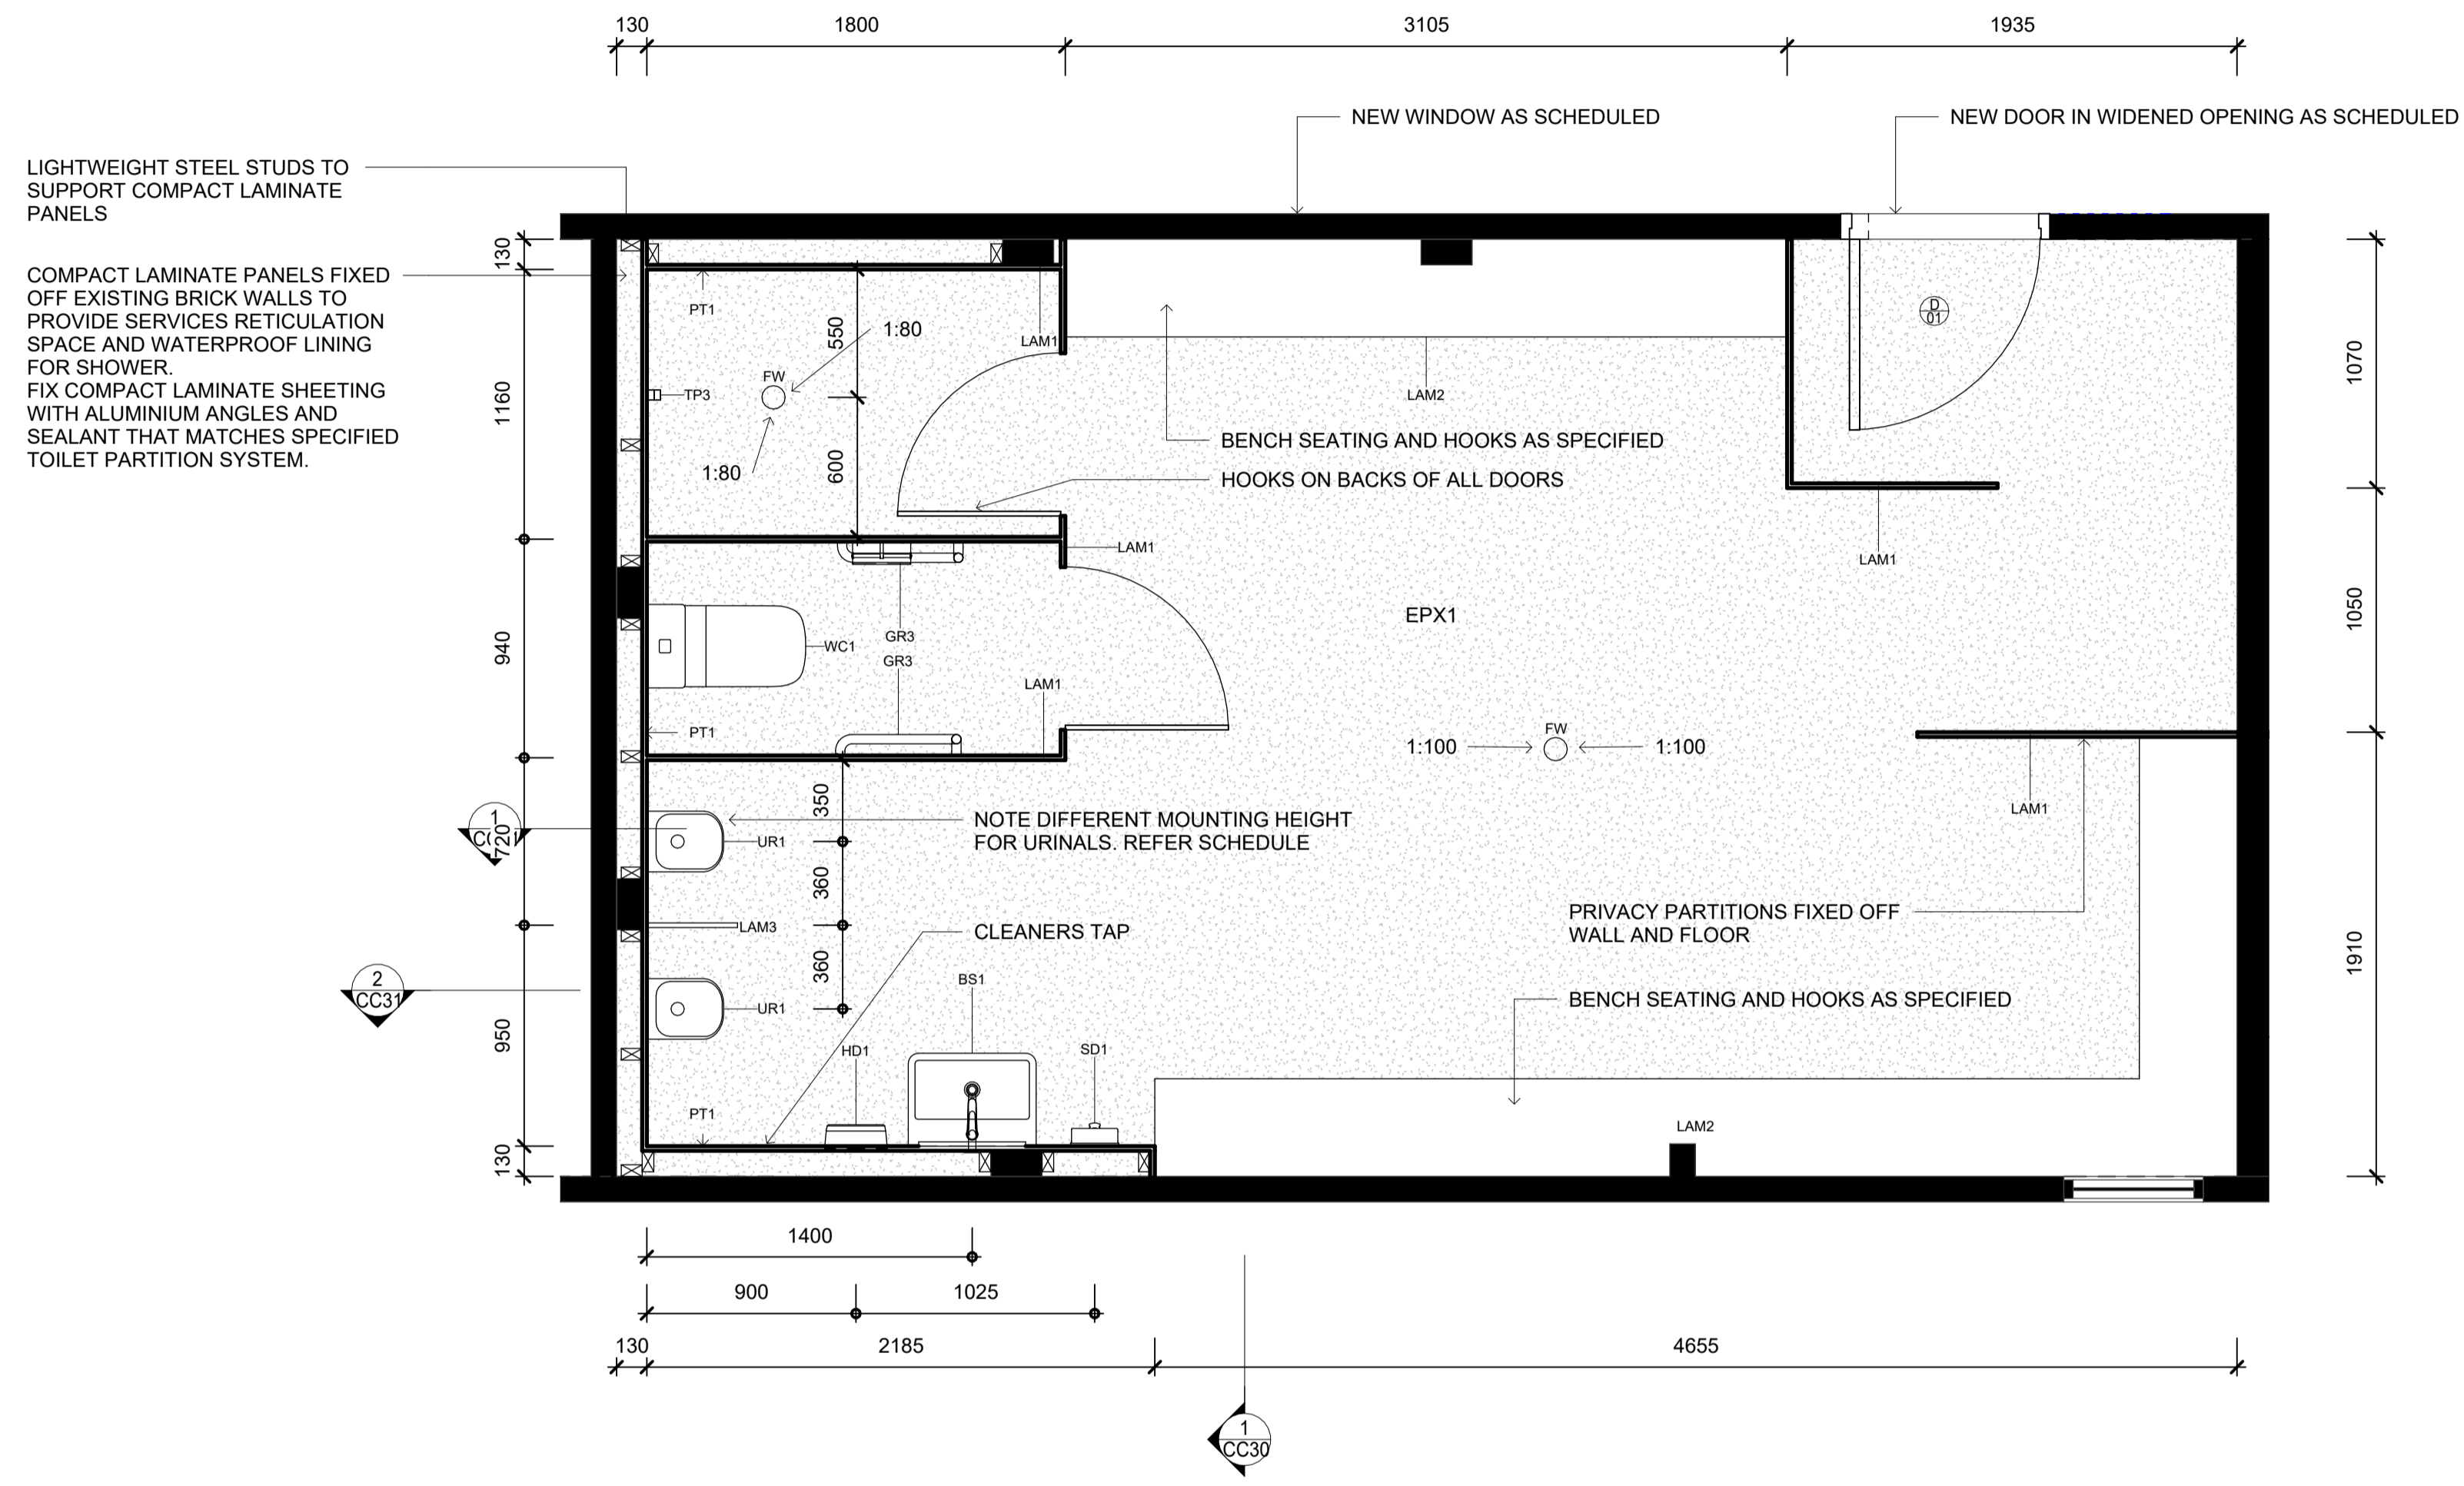 130
1800
3105
1935
NEW WINDOW AS SCHEDULED
NEW DOOR IN WIDENED OPENING AS SCHEDULED
LIGHTWEIGHT STEEL STUDS TO
SUPPORT COMPACT LAMINATE
PANELS
COMPACT LAMINATE PANELS FIXED
OFF EXISTING BRICK WALLS TO
PROVIDE SERVICES RETICULATION
SPACE AND WATERPROOF LINING
FOR SHOWER.
FIX COMPACT LAMINATE SHEETING
WITH ALUMINIUM ANGLES AND
SEALANT THAT MATCHES SPECIFIED
TOILET PARTITION SYSTEM.
130
1160
940
720
950
130
PT1
550
1:80
LAM1
FW
TP3
1:80
600
LAM2
BENCH SEATING AND HOOKS AS SPECIFIED
HOOKS ON BACKS OF ALL DOORS
D
01
LAM1
LAM1
1070
1050
1910
EPX1
WC1
GR3
GR3
LAM1
PT1
FW
1:100
1:100
LAM1
1
350
NOTE DIFFERENT MOUNTING HEIGHT
FOR URINALS. REFER SCHEDULE
UR1
360
LAM3
CLEANERS TAP
PRIVACY PARTITIONS FIXED OFF
WALL AND FLOOR
360
2
CC31
BS1
UR1
BENCH SEATING AND HOOKS AS SPECIFIED
HD1
SD1
PT1
LAM2
1400
900
1025
130
2185
4655
1
CC30